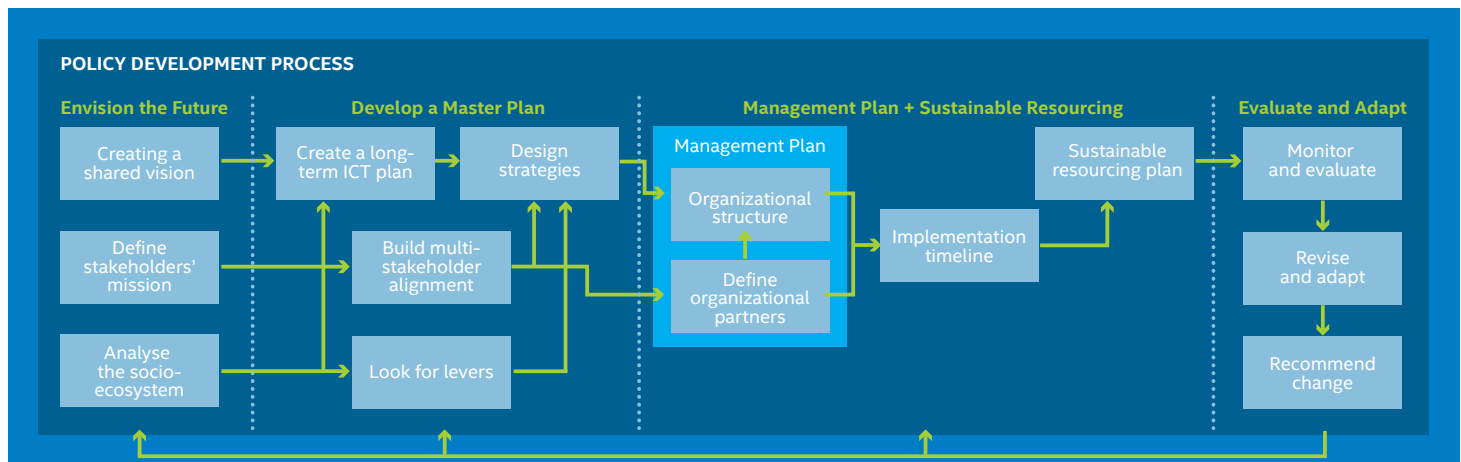 POLICY DEVELOPMENT PROCESS
Envision the Future
Creating a
shared vision
Define
stakeholders’
mission
Analyse
the socio-
ecosystem
Develop a Master Plan
Create a long-
term ICT plan
Design
strategies
Build multi-
stakeholder
alignment
Look for levers
Management Plan + Sustainable Resourcing
Management Plan
Organizational
structure
Define
organizational
partners
Implementation
timeline
Sustainable
resourcing plan
Evaluate and Adapt
Monitor
and evaluate
Revise
and adapt
Recommend
change